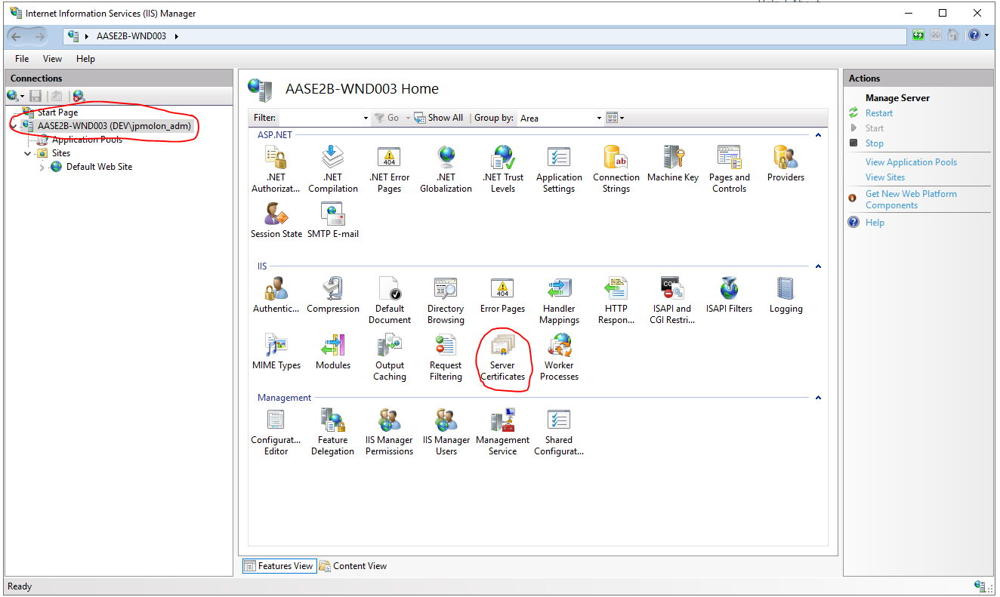 Internet Information Services (IIS) Manager
AASE2B-WND003
File View Help
Connections
Start Page
AASE2B-WND003 (DEV\jpmolon_adm)
Application Pools
Sites
Default Web Site
AASE2B-WND003 Home
Filter: Go Show All Group by: Area
ASP.NET
.NET Authorizat...
.NET Compilation
.NET Error Pages
.NET Globalization
.NET Trust Levels
Application Settings
Connection Strings
Machine Key
Pages and Controls
Providers
Session State
SMTP E-mail
IIS
Authentic...
Compression
Default Document
Directory Browsing
Error Pages
Handler Mappings
HTTP Respon...
ISAPI and CGI Restri...
ISAPI Filters
Logging
MIME Types
Modules
Output Caching
Request Filtering
Server Certificates
Worker Processes
Management
Configurat... Editor
Feature Delegation
IIS Manager Permissions
IIS Manager Users
Management Service
Shared Configurat...
Features View Content View
Actions
Manage Server
Restart
Start
Stop
View Application Pools
View Sites
Get New Web Platform
Components
Help
Ready